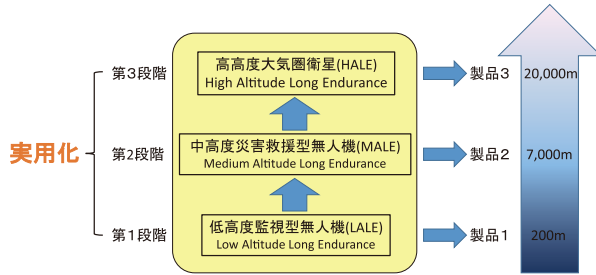 高高度大気圏衛星(HALE)
High Altitude Long Endurance
第3段階
製品3
20,000m
実用化
第2段階
中高度災害救援型無人機(MALE)
Medium Altitude Long Endurance
製品2
7,000m
第1段階
低高度監視型無人機(LALE)
Low Altitude Long Endurance
製品1
200m